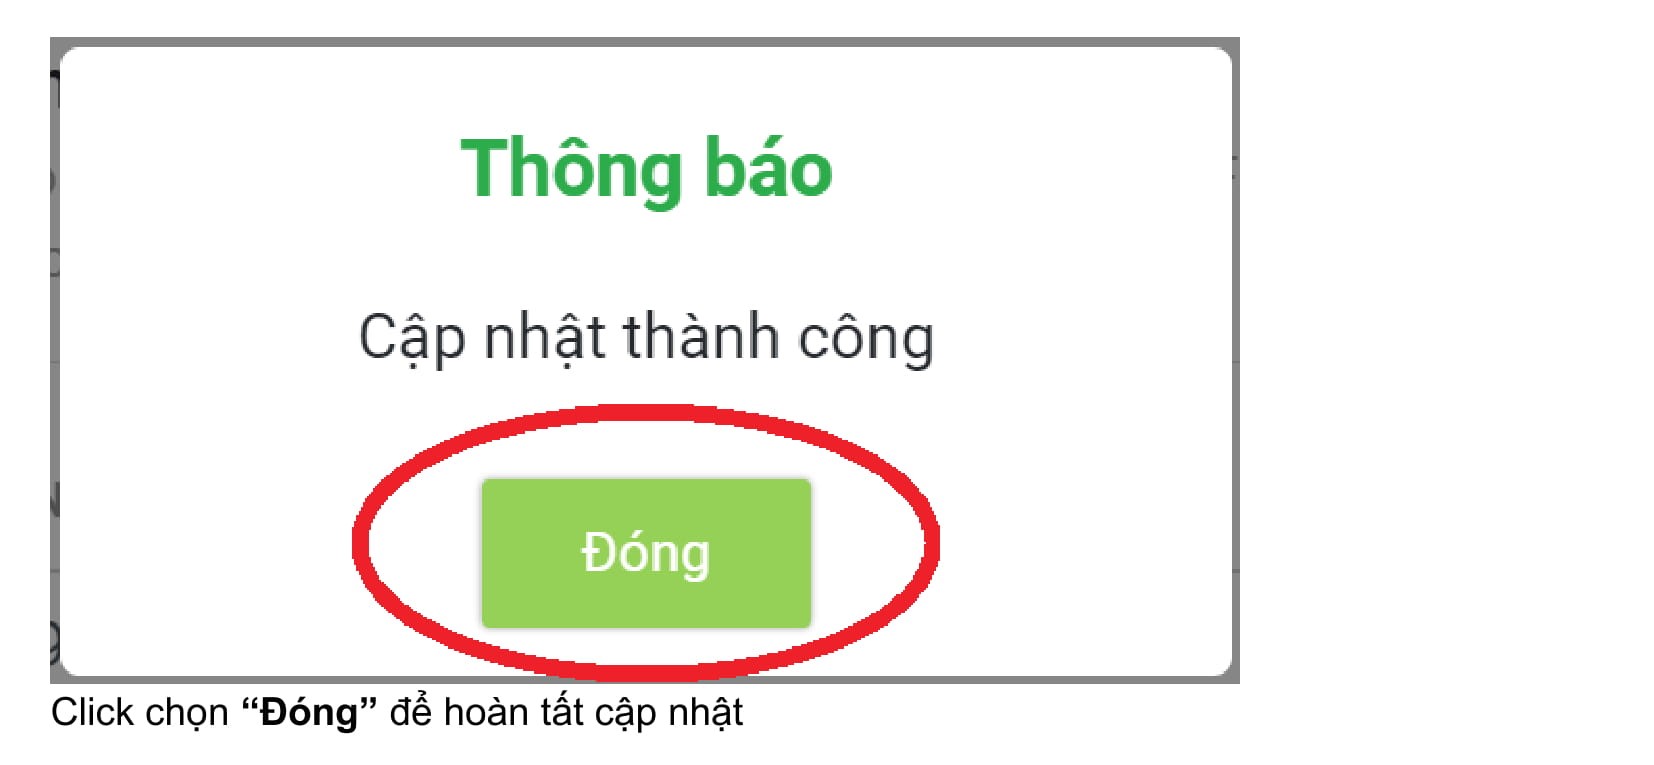 Thông báo
Cập nhật thành công
Đóng
Click chọn “Đóng” để hoàn tất cập nhật